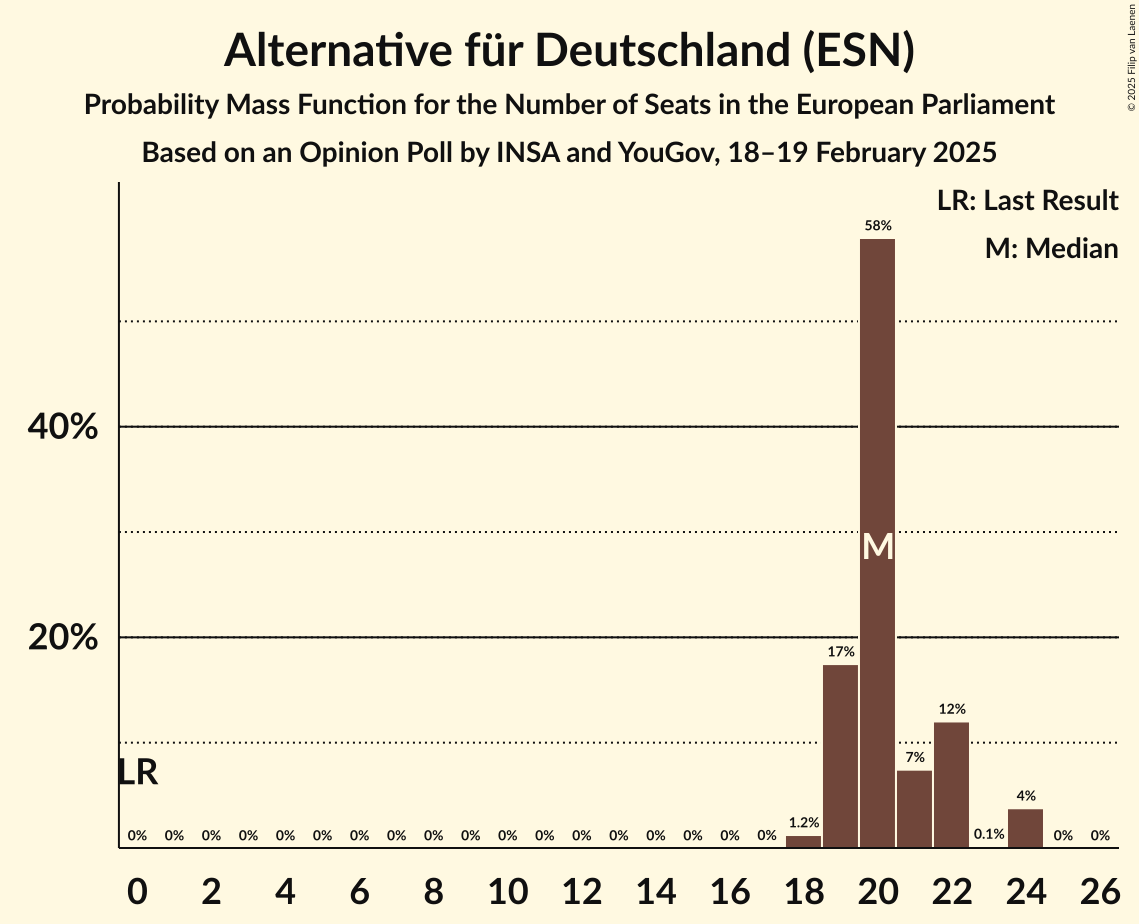 Alternative für Deutschland (ESN)
Probability Mass Function for the Number of Seats in the European Parliament
Based on an Opinion Poll by INSA and YouGov, 18–19 February 2025
© 2025 Filip van Laenen
LR: Last Result
M: Median
58%
40%
M
20%
17%
12%
7%
LR
4%
1.2%
0% 0% 0% 0% 0% 0% 0% 0% 0% 0% 0% 0% 0% 0% 0% 0% 0% 0% 0.1% 0% 0%
0 2 4 6 8 10 12 14 16 18 20 22 24 26